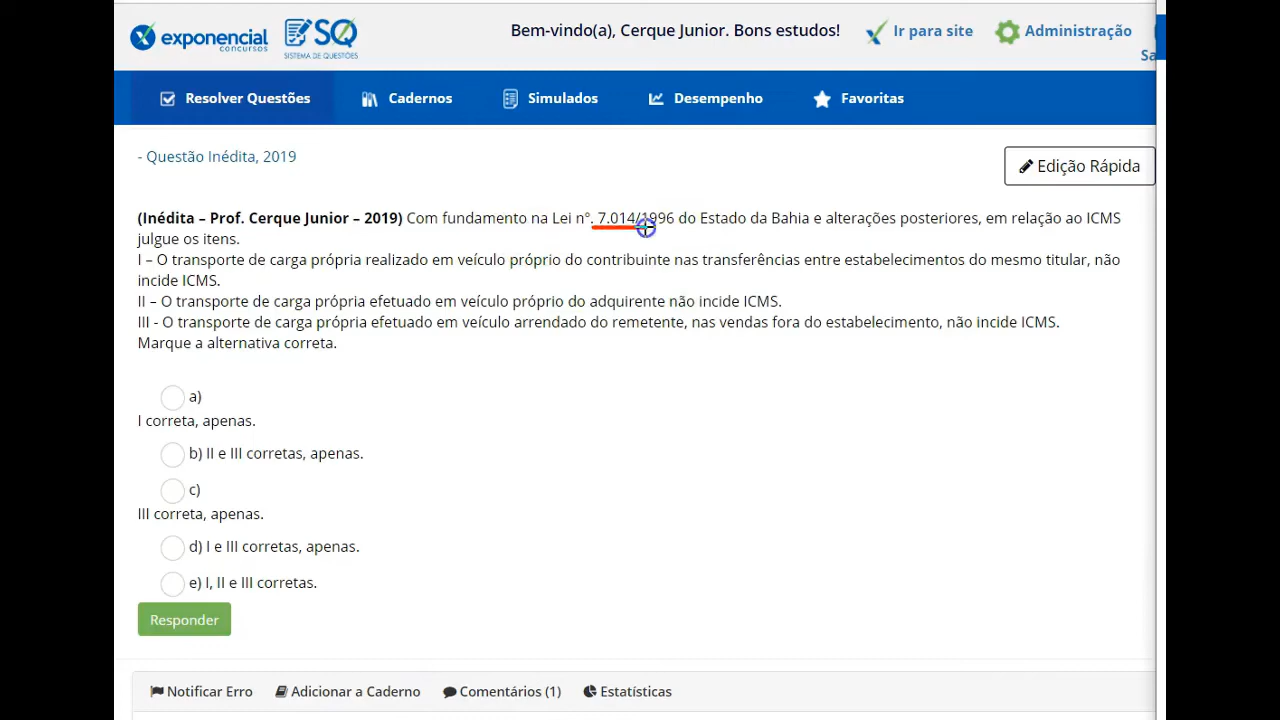 exponencial
concursos
SQ
SISTEMA DE QUESTÕES
Bem-vindo(a), Cerque Junior. Bons estudos!
Ir para site
Administração
Sa
Resolver Questões
Cadernos
Simulados
Desempenho
Favoritas
- Questão Inédita, 2019
Edição Rápida
(Inédita – Prof. Cerque Junior – 2019) Com fundamento na Lei nº. 7.014/1996 do Estado da Bahia e alterações posteriores, em relação ao ICMS
julgue os itens.
I – O transporte de carga própria realizado em veículo próprio do contribuinte nas transferências entre estabelecimentos do mesmo titular, não
incide ICMS.
II – O transporte de carga própria efetuado em veículo próprio do adquirente não incide ICMS.
III - O transporte de carga própria efetuado em veículo arrendado do remetente, nas vendas fora do estabelecimento, não incide ICMS.
Marque a alternativa correta.
a)
I correta, apenas.
b) II e III corretas, apenas.
c)
III correta, apenas.
d) I e III corretas, apenas.
e) I, II e III corretas.
Responder
Notificar Erro
Adicionar a Caderno
Comentários (1)
Estatísticas